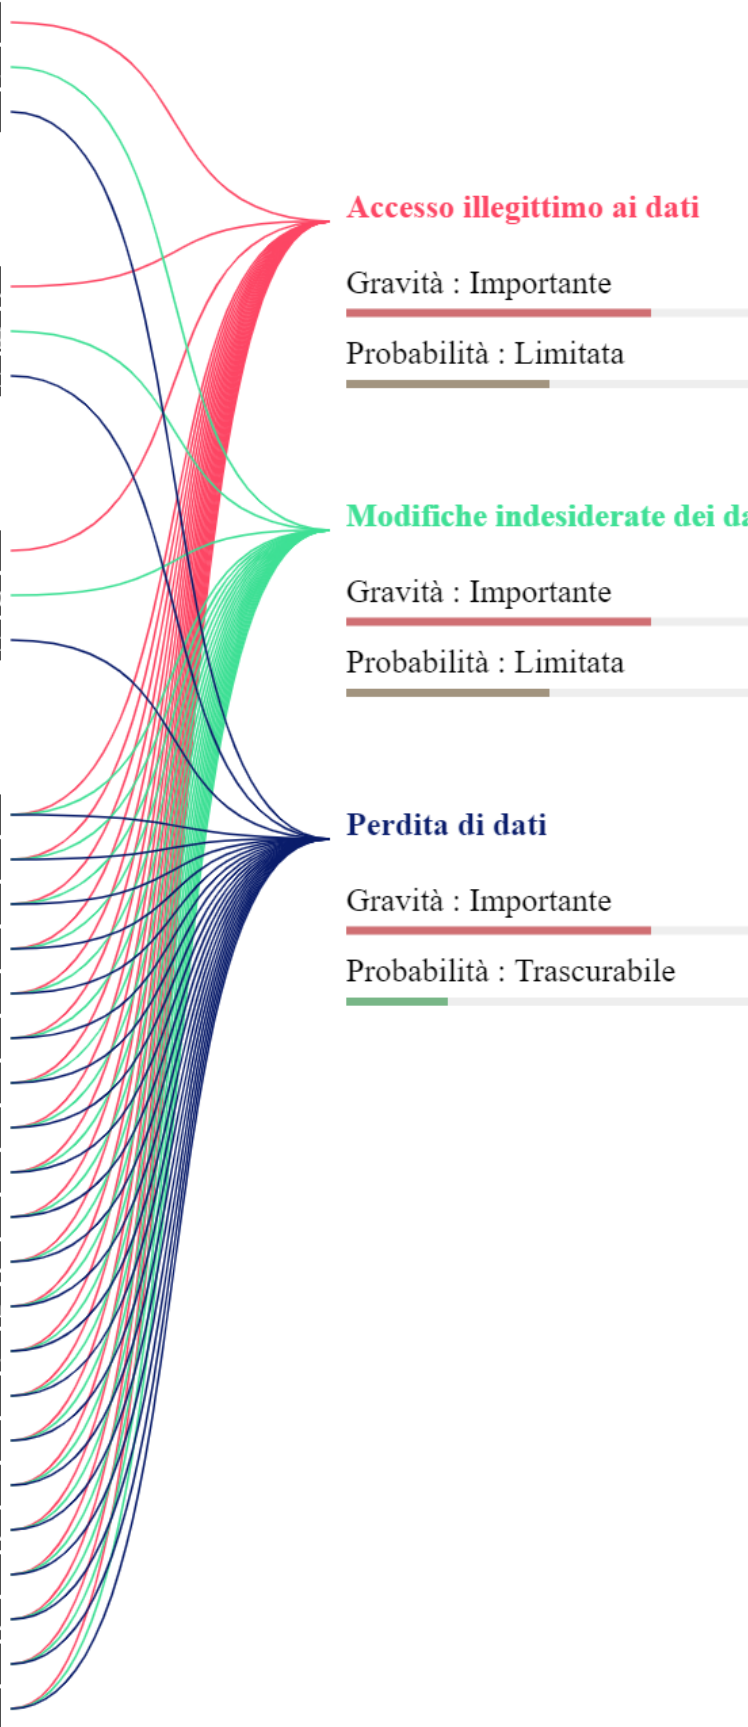 Accesso illegittimo ai dati
Gravità : Importante
Probabilità : Limitata
Modifiche indesiderate dei
Gravità : Importante
Probabilità : Limitata
Perdita di dati
Gravità : Importante
Probabilità : Trascurabile